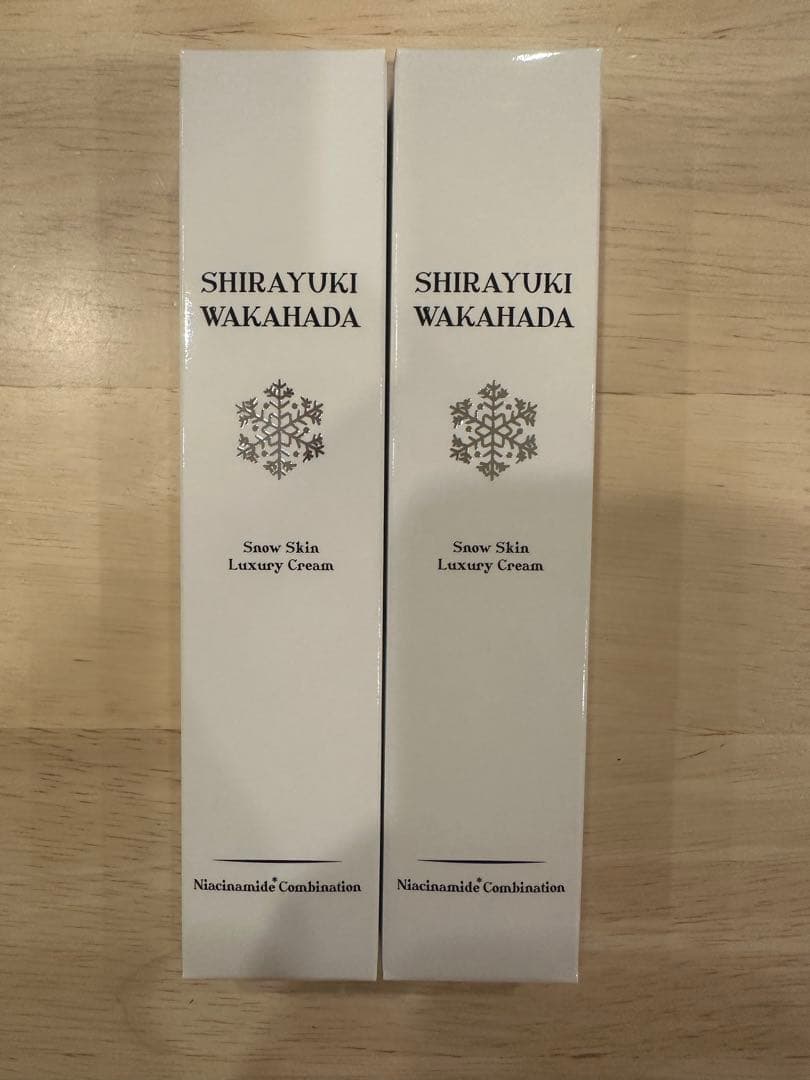 SHIRAYUKI
WAKAHADA
Snow Skin
Luxury Cream
Niacinamide* Combination
SHIRAYUKI
WAKAHADA
Snow Skin
Luxury Cream
Niacinamide* Combination